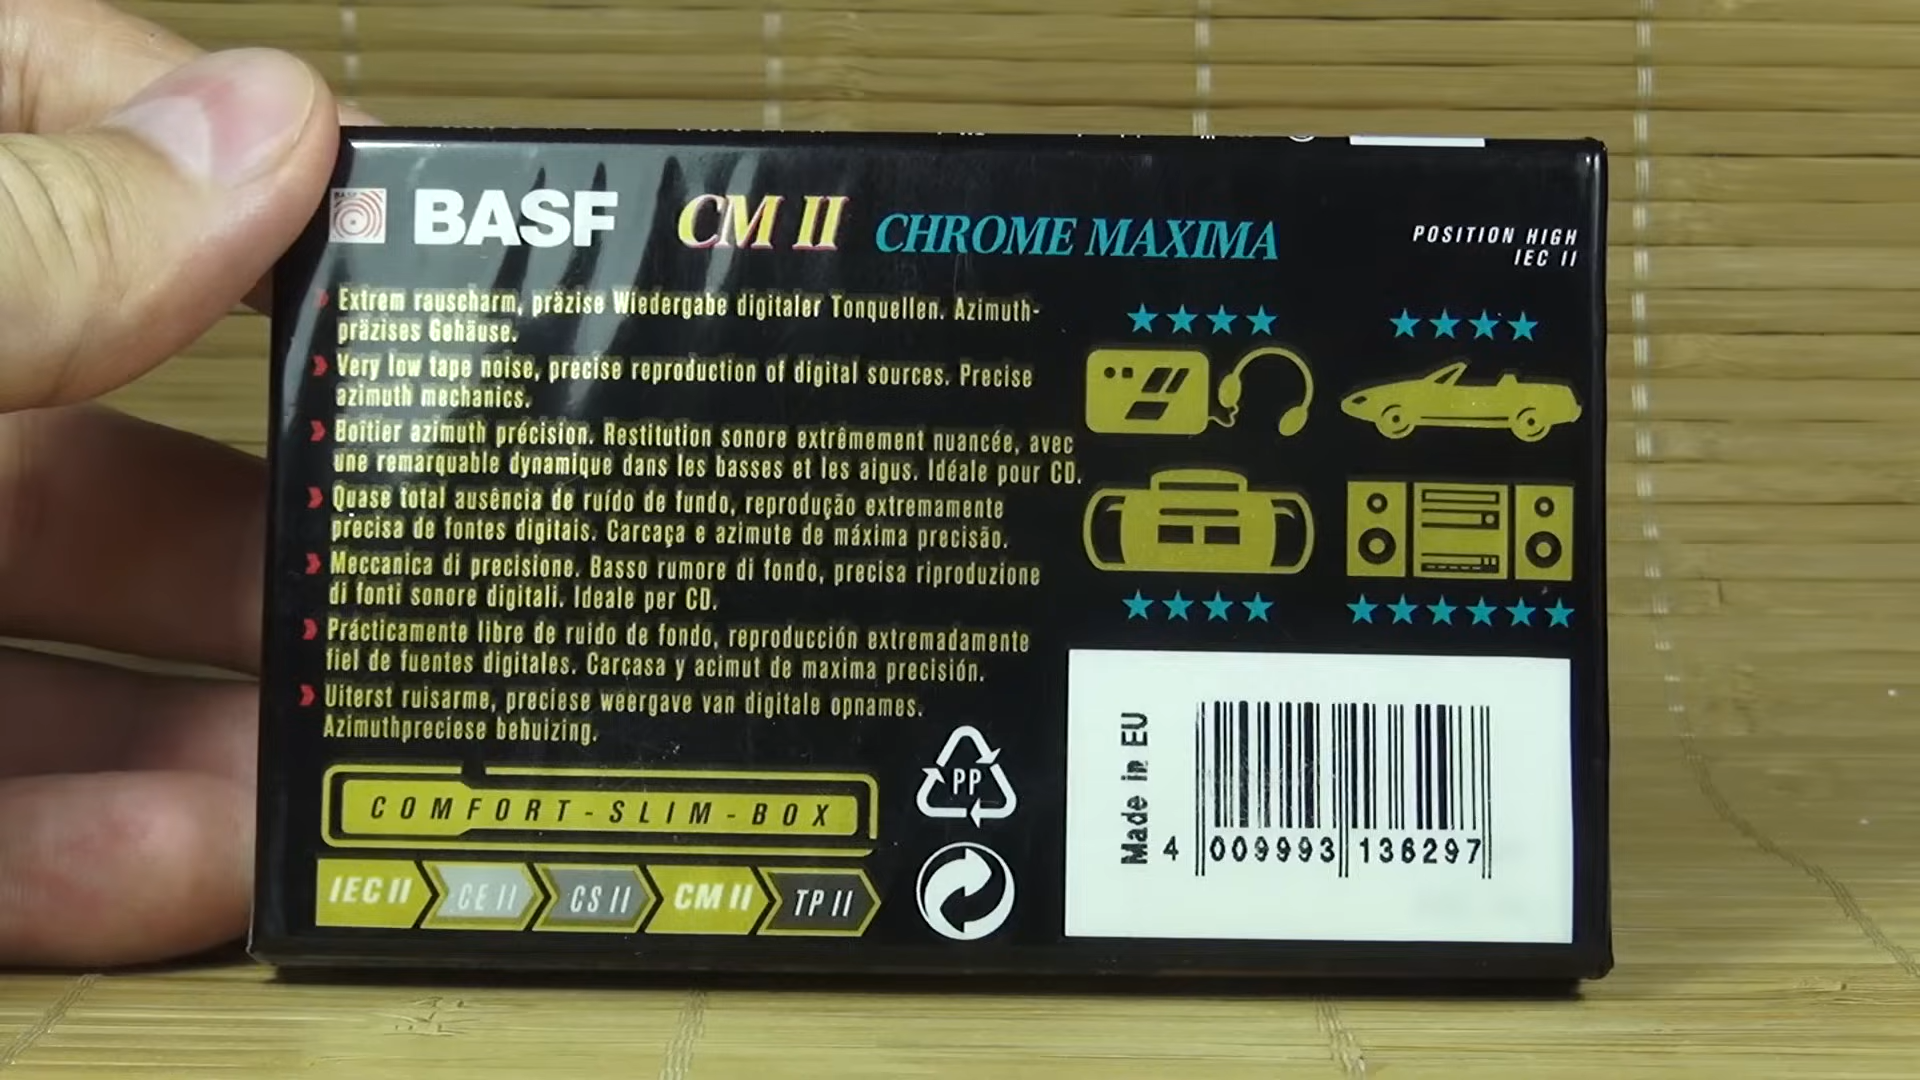 BASF CM II CHROME MAXIMA
POSITION HIGH
IEC II
Extrem rauscharm, präzise Wiedergabe digitaler Tonquellen. Azimuth-
präzises Gehäuse.
Very low tape noise, precise reproduction of digital sources. Precise
azimuth mechanics.
Boîtier azimuth précision. Restitution sonore extrêmement nuancée, avec
une remarquable dynamique dans les basses et les aigus. Idéale pour CD.
Quase total ausência de ruído de fundo, reprodução extremamente
precisa de fontes digitais. Carcaça e azimute de máxima precisão.
Meccanica di precisione. Basso rumore di fondo, precisa riproduzione
di fonti sonore digitali. Ideale per CD.
Prácticamente libre de ruido de fondo, reproducción extremadamente
fiel de fuentes digitales. Carcasa y acimut de maxima precisión.
Uiterst ruisarme, preciese weergave van digitale opnames.
Azimuthpreciese behuizing.
COMFORT-SLIM-BOX
IEC II CE II CS II CM II TP II
PP
Made in EU
4 009993 136297